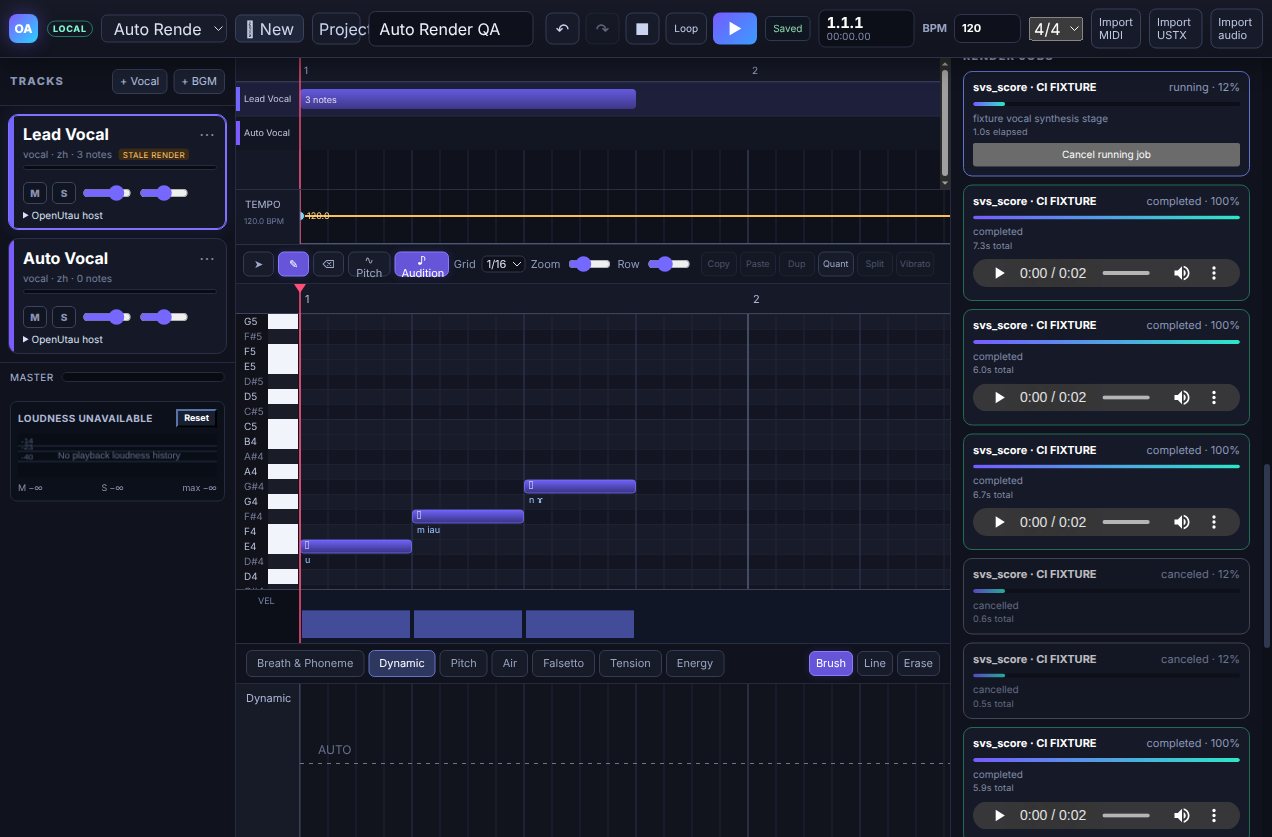 OA
LOCAL
Auto Rende
New
Projec
Auto Render QA
Loop
Saved
1.1.1
00:00.00
BPM
120
4/4
Import MIDI
Import USTX
Import audio
TRACKS
+ Vocal
+ BGM
Lead Vocal
vocal · zh · 3 notes
STALE RENDER
M
S
OpenUtau host
Auto Vocal
vocal · zh · 0 notes
M
S
OpenUtau host
MASTER
LOUDNESS UNAVAILABLE
Reset
-14
-23
-40
No playback loudness history
M −∞
S −∞
max −∞
1
2
Lead Vocal
3 notes
Auto Vocal
TEMPO
120.0 BPM
120.0
Pitch
Audition
Grid
1/16
Zoom
Row
Copy
Paste
Dup
Quant
Split
Vibrato
1
2
G5
F#5
F5
E5
D#5
D5
C#5
C5
B4
A#4
A4
G#4
G4
F#4
F4
E4
D#4
D4
n ɤ
m iau
u
VEL
Breath & Phoneme
Dynamic
Pitch
Air
Falsetto
Tension
Energy
Brush
Line
Erase
Dynamic
AUTO
RENDER JOBS
svs_score · CI FIXTURE
running · 12%
fixture vocal synthesis stage
1.0s elapsed
Cancel running job
svs_score · CI FIXTURE
completed · 100%
completed
7.3s total
0:00 / 0:02
svs_score · CI FIXTURE
completed · 100%
completed
6.0s total
0:00 / 0:02
svs_score · CI FIXTURE
completed · 100%
completed
6.7s total
0:00 / 0:02
svs_score · CI FIXTURE
canceled · 12%
cancelled
0.6s total
svs_score · CI FIXTURE
canceled · 12%
cancelled
0.5s total
svs_score · CI FIXTURE
completed · 100%
completed
5.9s total
0:00 / 0:02